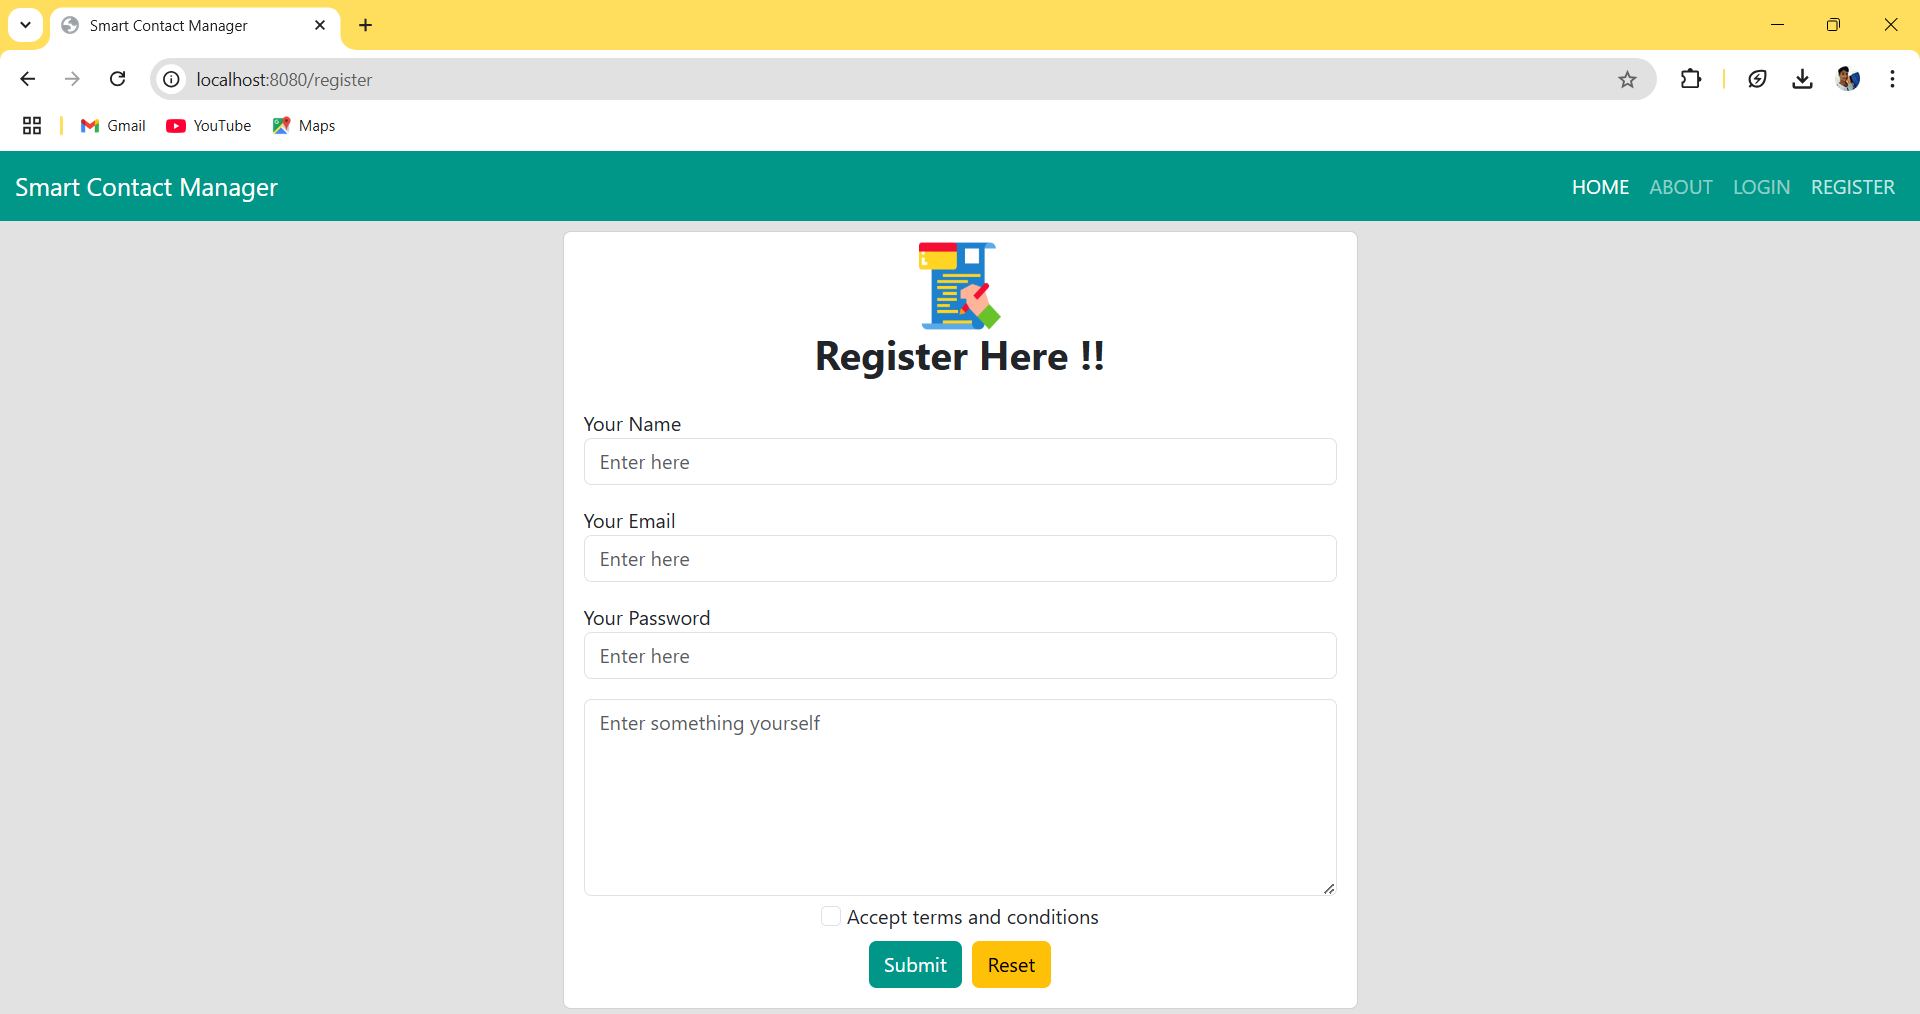 Smart Contact Manager
localhost:8080/register
Gmail YouTube Maps
Smart Contact Manager HOME ABOUT LOGIN REGISTER
Register Here !!
Your Name
Enter here
Your Email
Enter here
Your Password
Enter here
Enter something yourself
Accept terms and conditions
Submit Reset